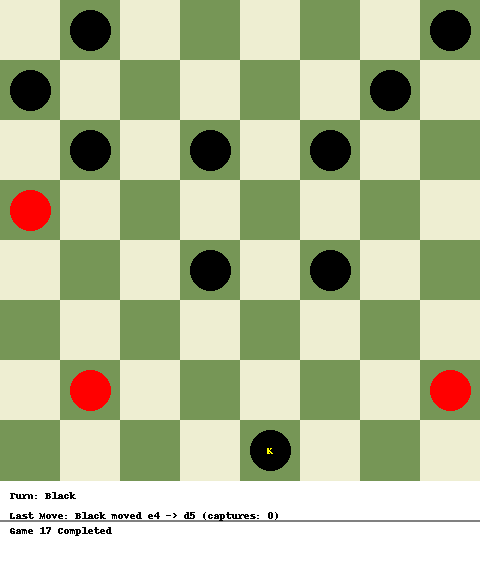 K
Turn: Black
Last Move: Black moved e4 -> d5 (captures: 0)
Game 17 Completed